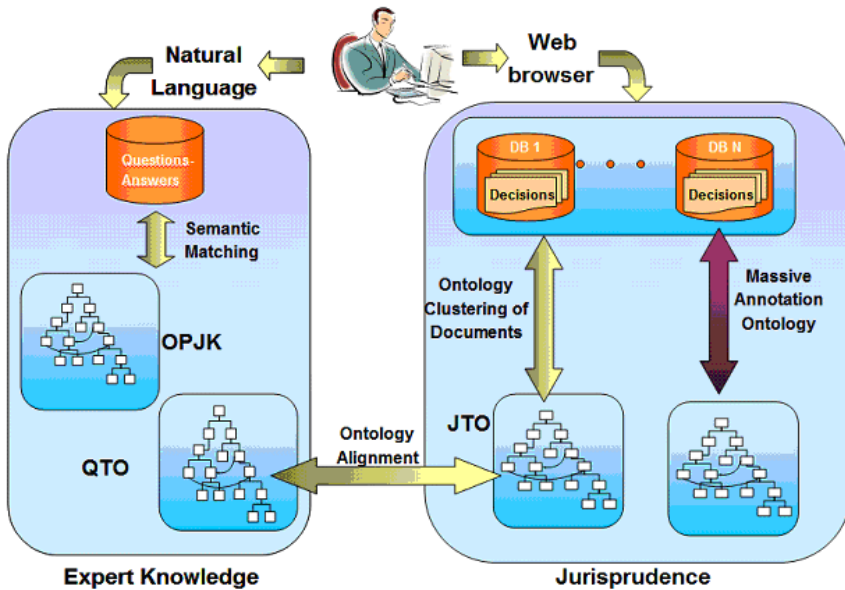 Natural
Language
Web
browser
Questions-
Answers
Semantic
Matching
OPJK
QTO
Expert Knowledge
Ontology
Alignment
DB 1
Decisions
DB N
Decisions
Ontology
Clustering of
Documents
Massive
Annotation
Ontology
JTO
Jurisprudence